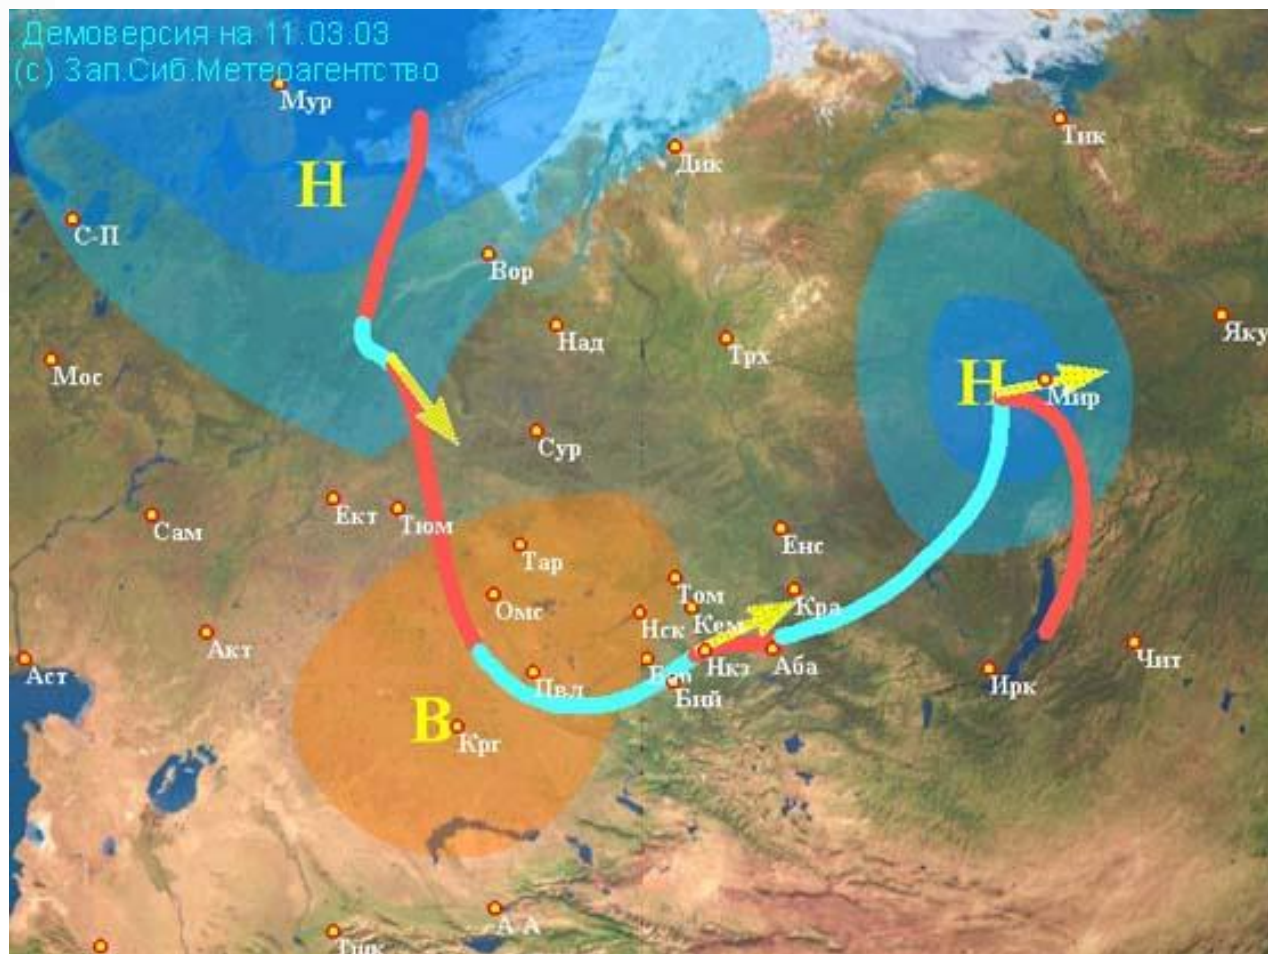 Демоверсия на 11.03.03
(с) Зап.Сиб.Метеоагентство
Мур
Тик
Дик
Н
С-П
Вор
Яку
Над
Трх
Мос
Н
Мир
Сур
Ект
Тюм
Сам
Енс
Тар
Том
Омс
Кра
Нск
Кем
Акт
Нкз
Аба
Чит
Аст
Пвл
Бий
Ирк
В
Крг
А-А